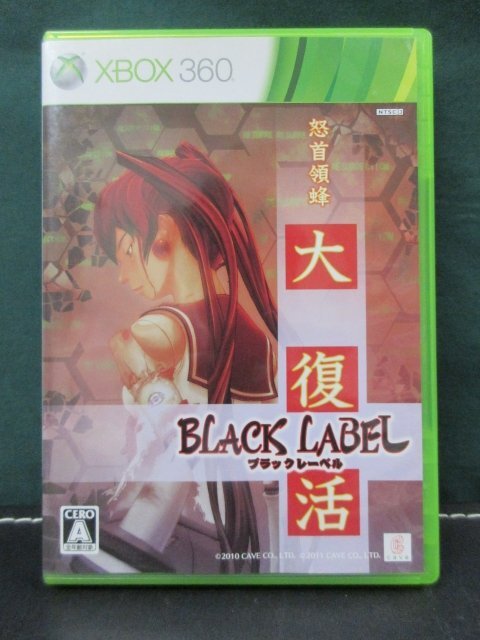 XBOX 360
NTSC-J
怒首領蜂
大
復
活
BLACK LABEL
ブラックレーベル
CERO
A
全年齢対象
©2010 CAVE CO., LTD. ©2011 CAVE CO., LTD.
CAVE